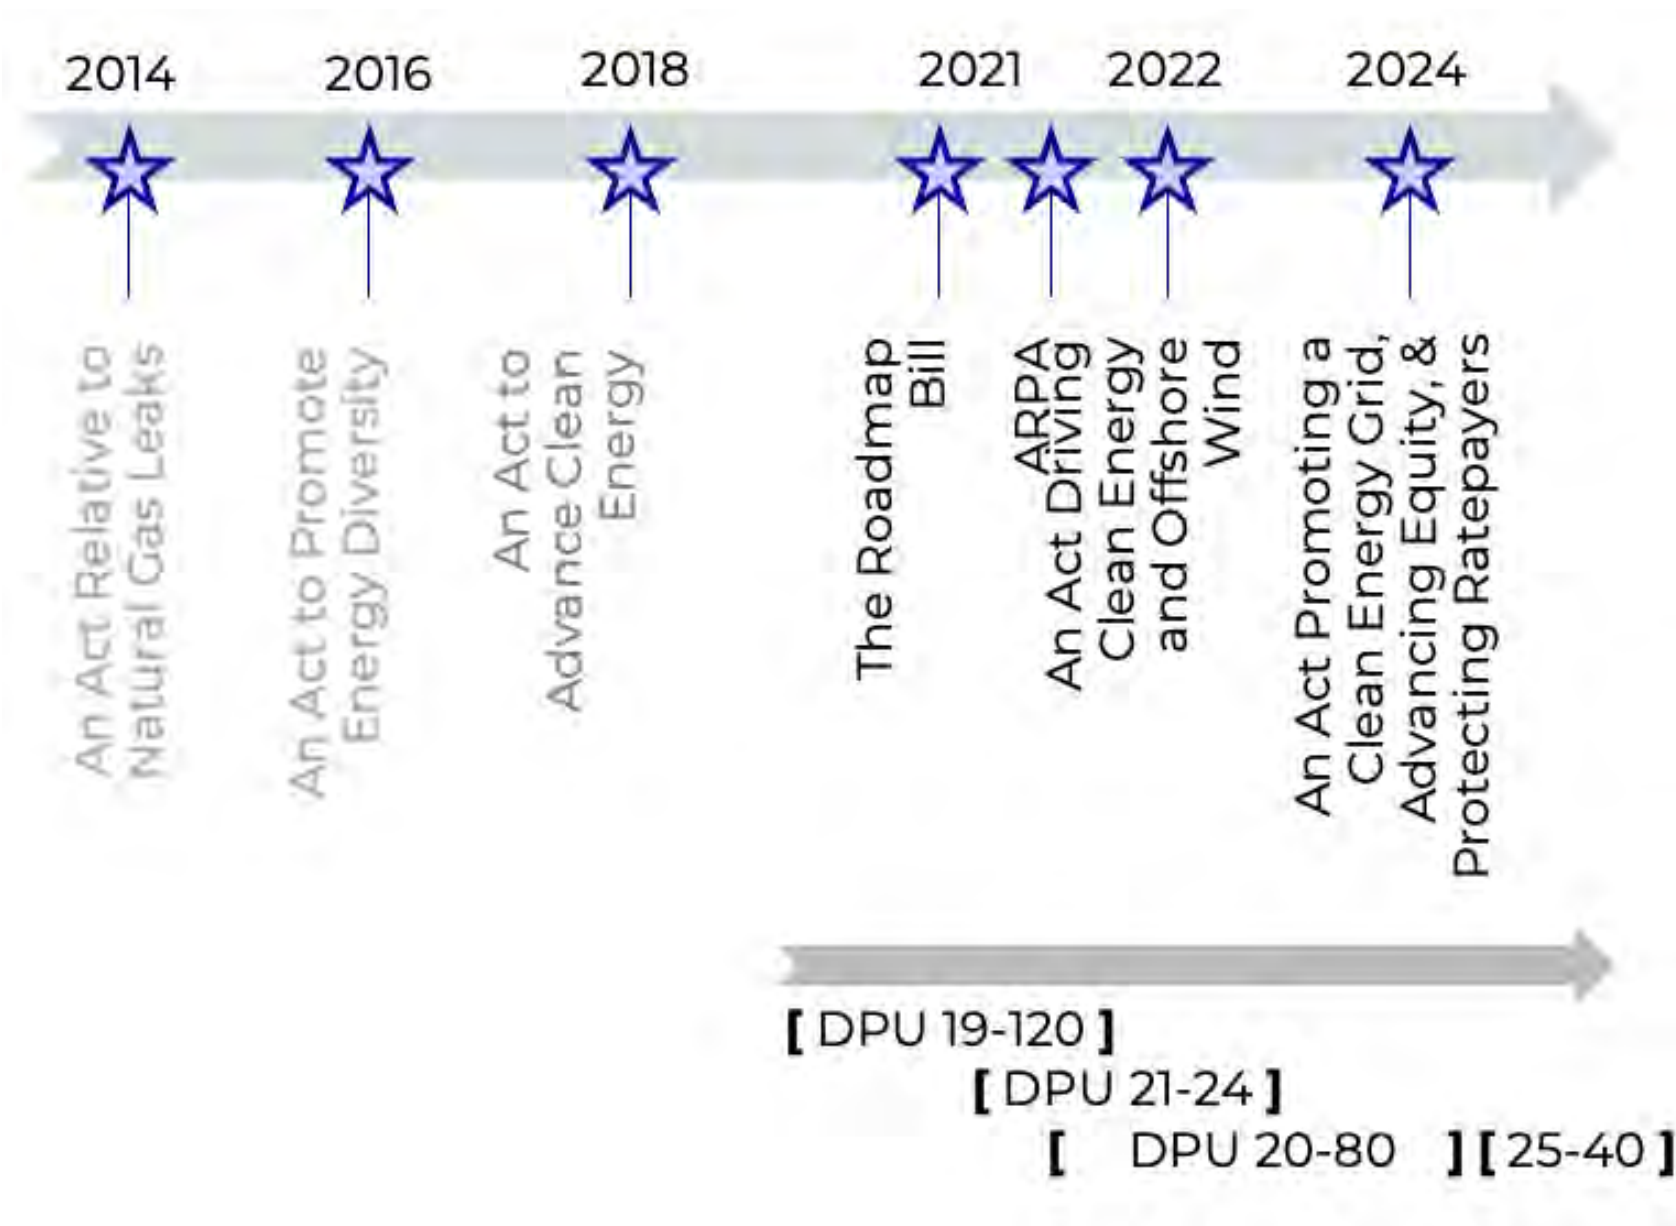 2014 2016 2018 2021 2022 2024
An Act Relative to
Natural Gas Leaks
An Act to Promote
Energy Diversity
An Act to
Advance Clean
Energy
The Roadmap
Bill
ARPA
An Act Driving
Clean Energy
and Offshore
Wind
An Act Promoting a
Clean Energy Grid,
Advancing Equity, &
Protecting Ratepayers
[ DPU 19-120 ]
[ DPU 21-24 ]
[ DPU 20-80 ] [ 25-40 ]